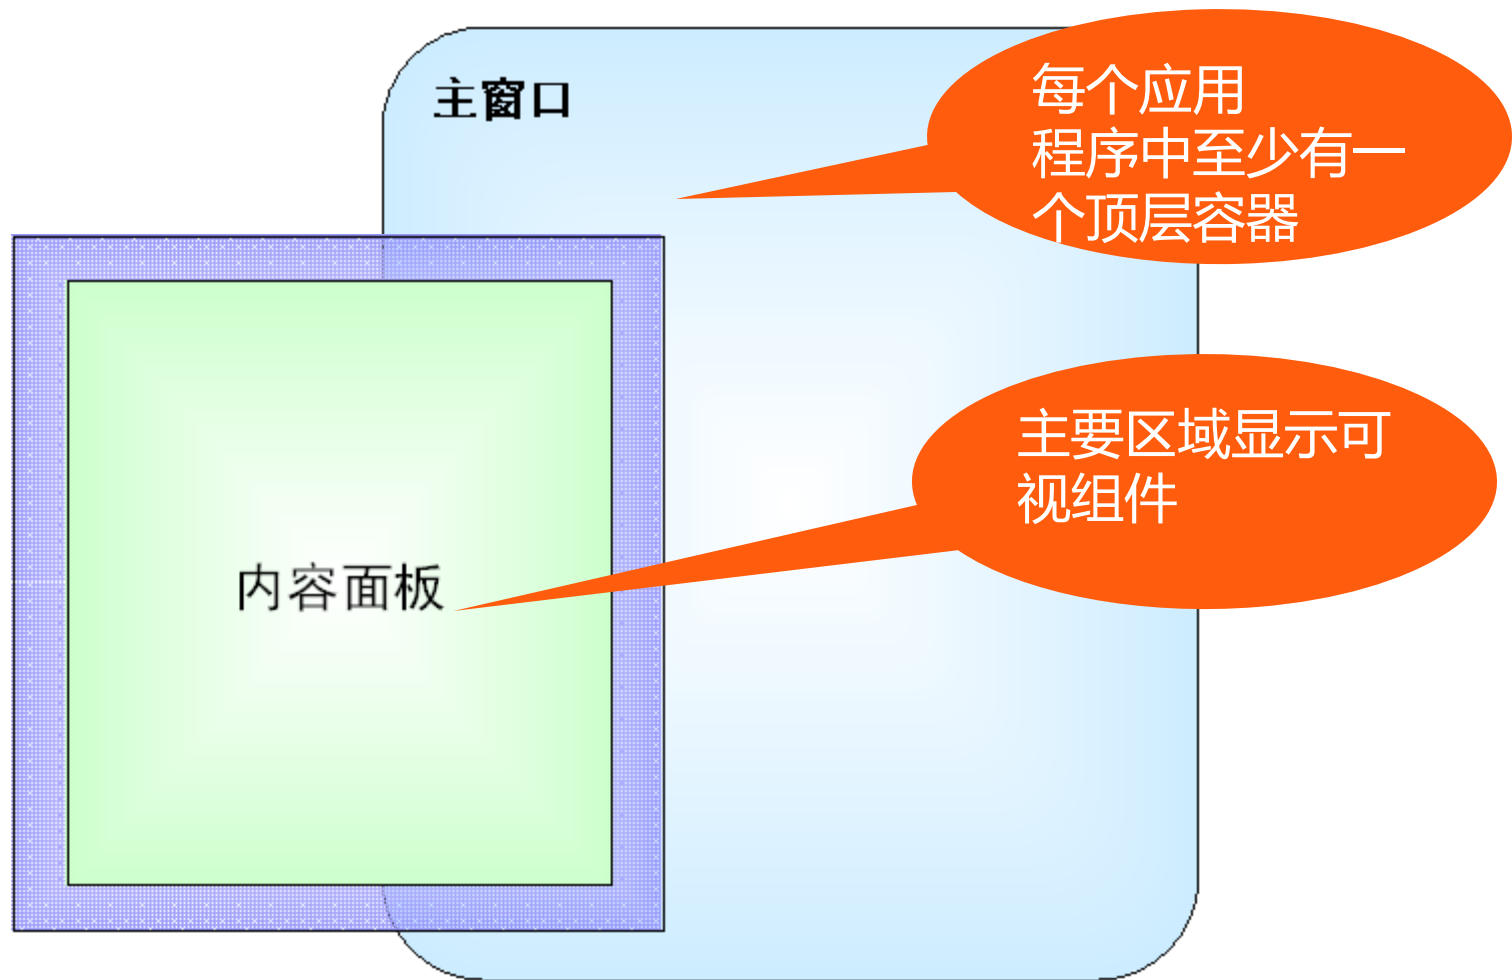 主窗口
每个应用
程序中至少有一
个顶层容器
主要区域显示可
视组件
内容面板